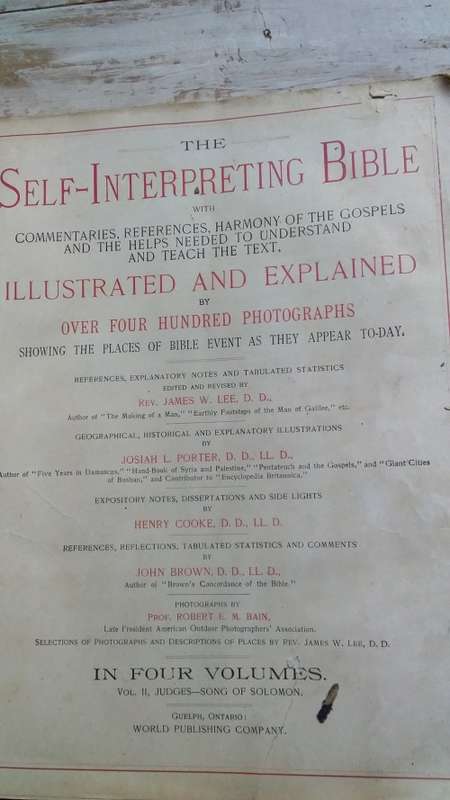 THE
SELF-INTERPRETING BIBLE
WITH
COMMENTARIES, REFERENCES, HARMONY OF THE GOSPELS
AND THE HELPS NEEDED TO UNDERSTAND
AND TEACH THE TEXT.
ILLUSTRATED AND EXPLAINED
BY
OVER FOUR HUNDRED PHOTOGRAPHS
SHOWING THE PLACES OF BIBLE EVENT AS THEY APPEAR TO-DAY.
REFERENCES, EXPLANATORY NOTES AND TABULATED STATISTICS
EDITED AND REVISED BY
REV. JAMES W. LEE, D. D.,
Author of "The Making of a Man," "Earthly Footsteps of the Man of Galilee," etc.
GEOGRAPHICAL, HISTORICAL AND EXPLANATORY ILLUSTRATIONS
BY
JOSIAH L. PORTER, D. D., LL. D.,
Author of "Five Years in Damascus," "Hand-Book of Syria and Palestine," "Pentateuch and the Gospels," and "Giant Cities
of Bashan," and Contributor to "Encyclopedia Britannica."
EXPOSITORY NOTES, DISSERTATIONS AND SIDE LIGHTS
BY
HENRY COOKE, D. D., LL. D.
REFERENCES, REFLECTIONS, TABULATED STATISTICS AND COMMENTS
BY
JOHN BROWN, D. D., LL. D.,
Author of "Brown's Concordance of the Bible."
PHOTOGRAPHS BY
PROF. ROBERT E. M. BAIN,
Late President American Outdoor Photographers' Association.
SELECTIONS OF PHOTOGRAPHS AND DESCRIPTIONS OF PLACES BY REV. JAMES W. LEE, D. D.
IN FOUR VOLUMES.
VOL. II, JUDGES—SONG OF SOLOMON.
GUELPH, ONTARIO:
WORLD PUBLISHING COMPANY.